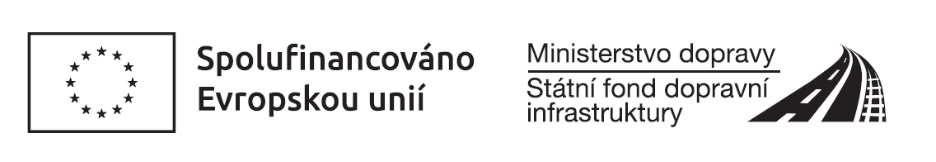 Spolufinancováno
Evropskou unií
Ministerstvo dopravy
Státní fond dopravní
infrastruktury